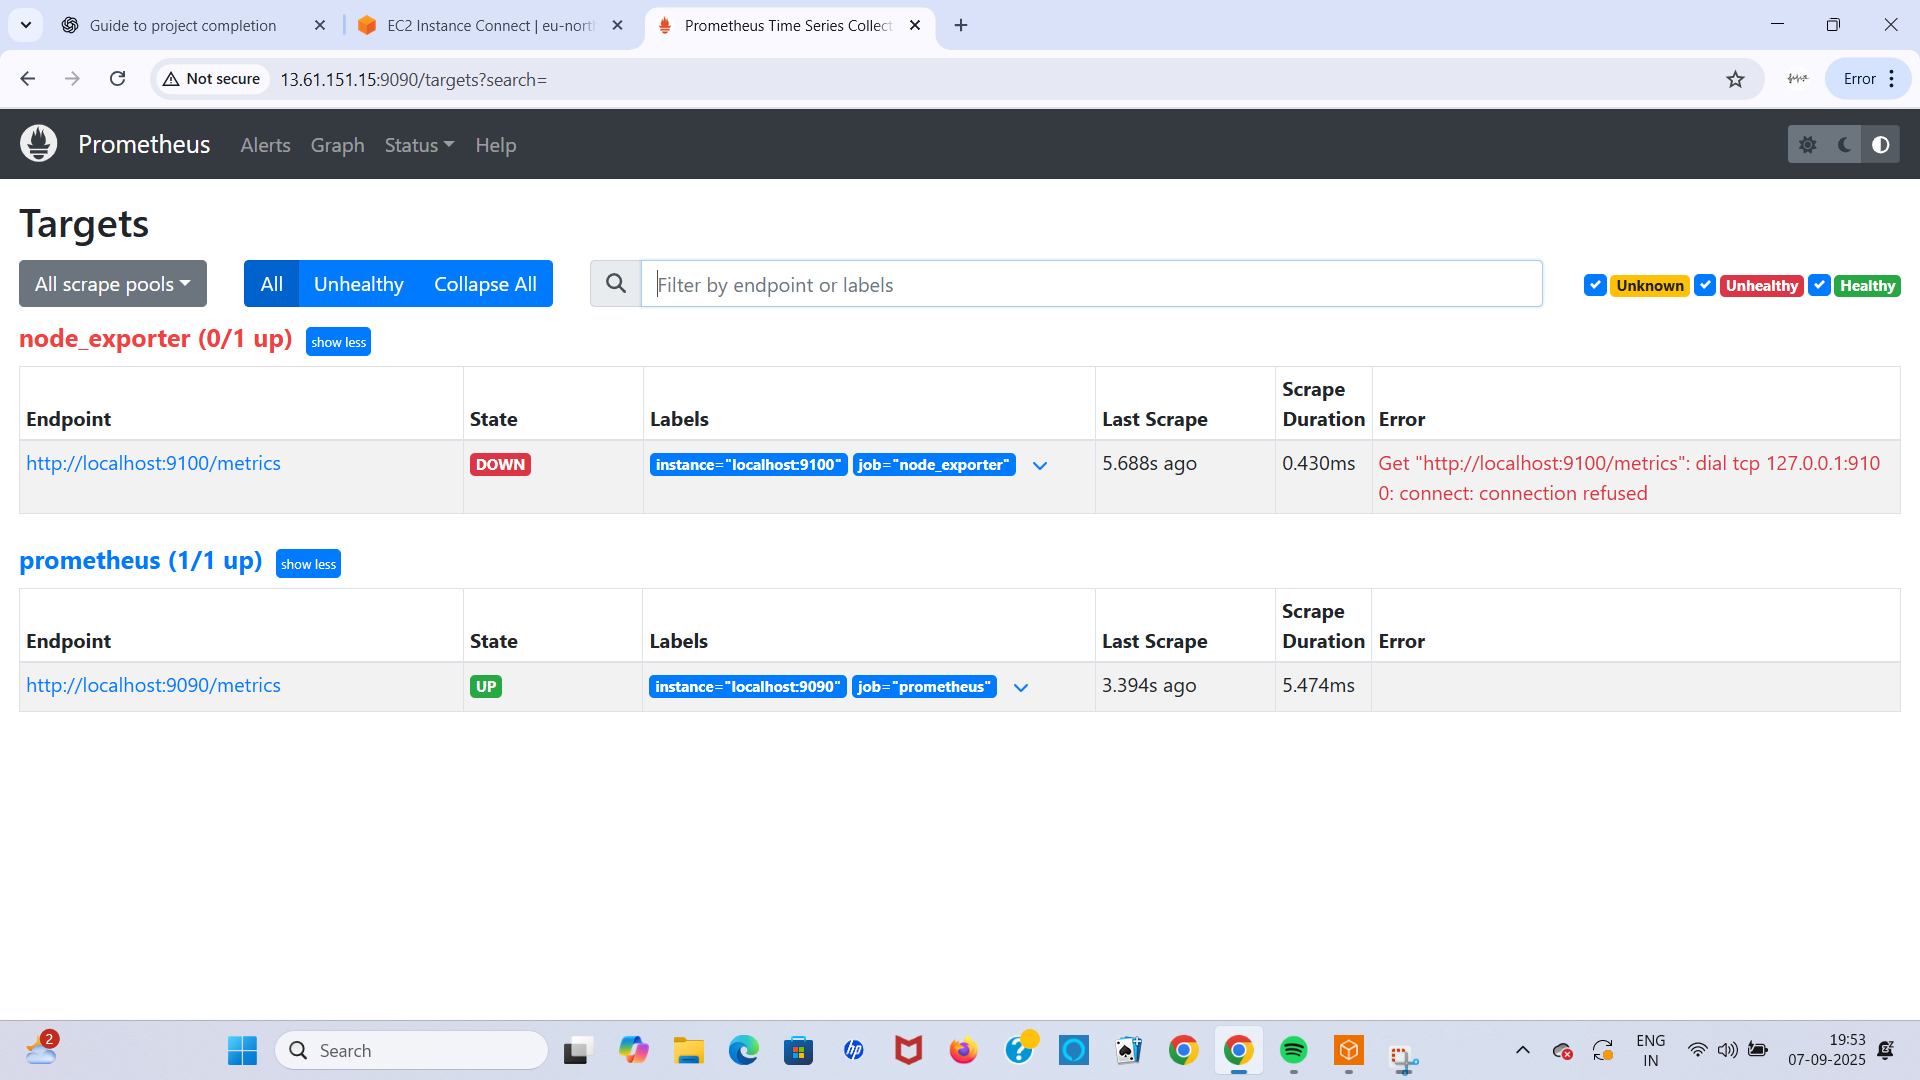 Guide to project completion
EC2 Instance Connect | eu-nort
Prometheus Time Series Collect
Not secure
13.61.151.15:9090/targets?search=
Error
Prometheus
Alerts
Graph
Status
Help
Targets
All scrape pools
All
Unhealthy
Collapse All
Filter by endpoint or labels
Unknown
Unhealthy
Healthy
node_exporter (0/1 up)
show less
Endpoint
State
Labels
Last Scrape
Scrape
Duration
Error
http://localhost:9100/metrics
DOWN
instance="localhost:9100"
job="node_exporter"
5.688s ago
0.430ms
Get "http://localhost:9100/metrics": dial tcp 127.0.0.1:910
0: connect: connection refused
prometheus (1/1 up)
show less
Endpoint
State
Labels
Last Scrape
Scrape
Duration
Error
http://localhost:9090/metrics
UP
instance="localhost:9090"
job="prometheus"
3.394s ago
5.474ms
2
Search
hp
ENG
IN
19:53
07-09-2025